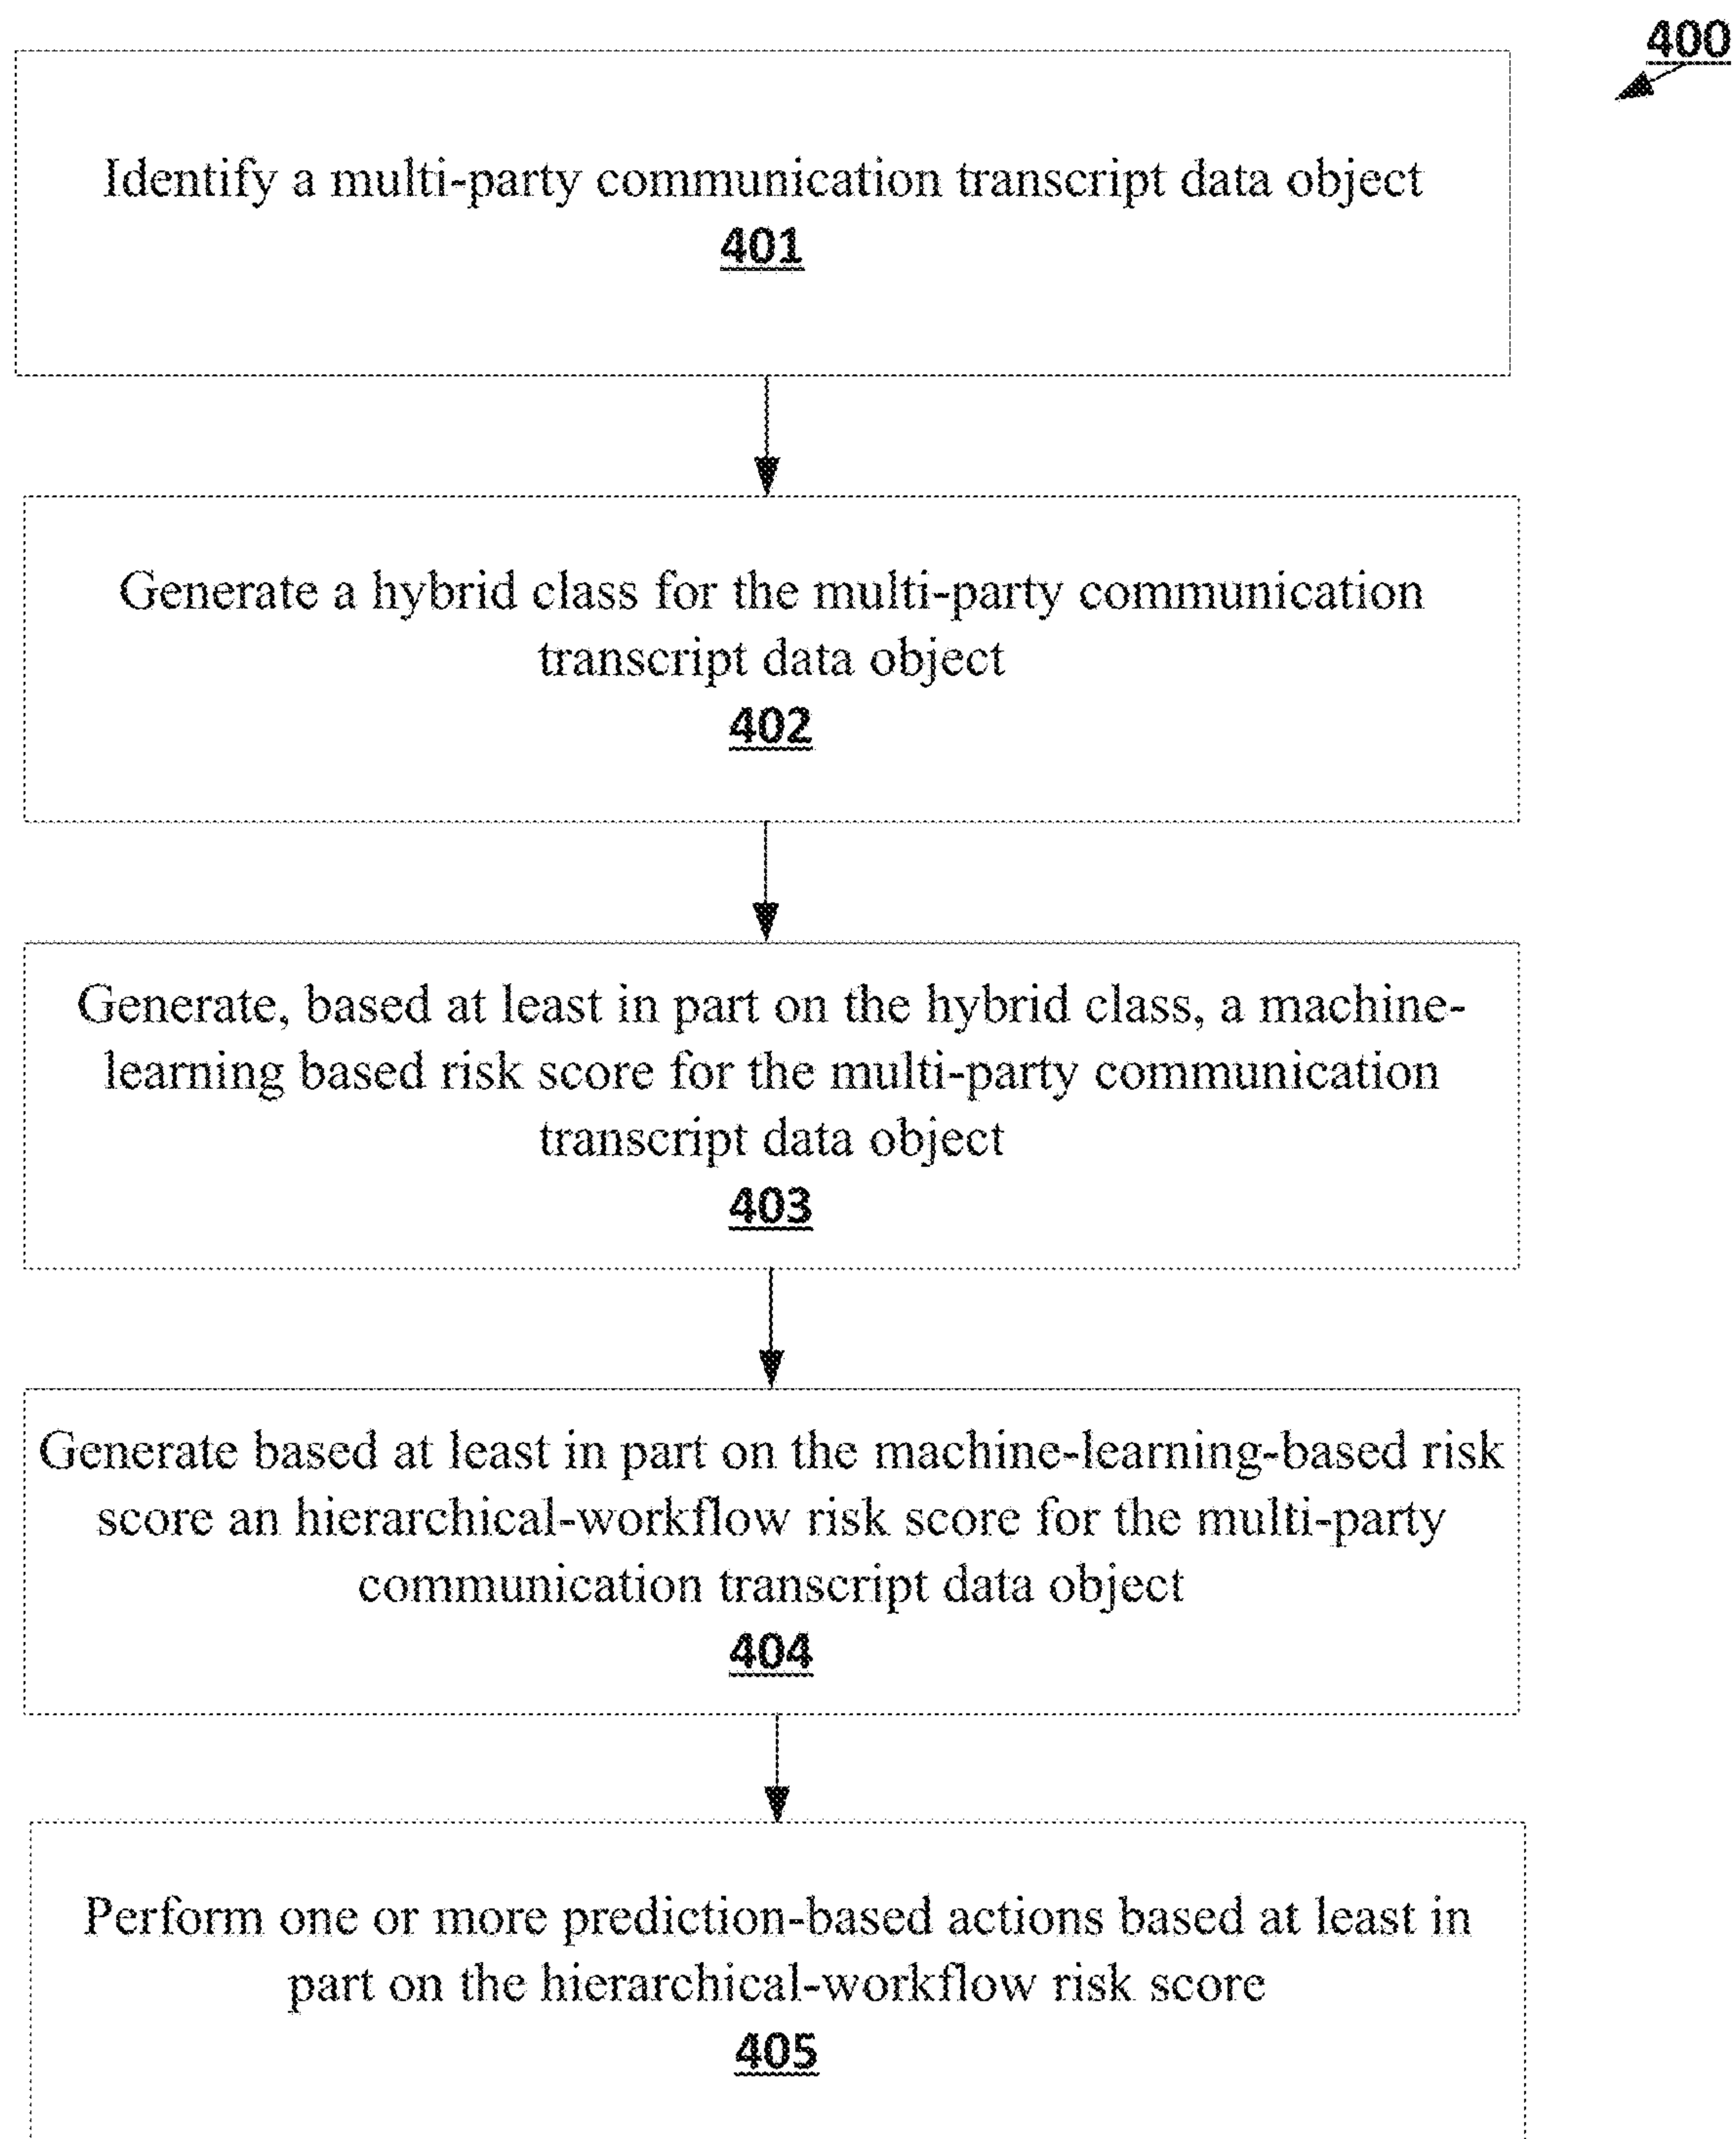 400
Identify a multi-party communication transcript data object
401
Generate a hybrid class for the multi-party communication
transcript data object
402
Generate, based at least in part on the hybrid class, a machine-
learning based risk score for the multi-party communication
transcript data object
403
Generate based at least in part on the machine-learning-based risk
score an hierarchical-workflow risk score for the multi-party
communication transcript data object
404
Perform one or more prediction-based actions based at least in
part on the hierarchical-workflow risk score
405